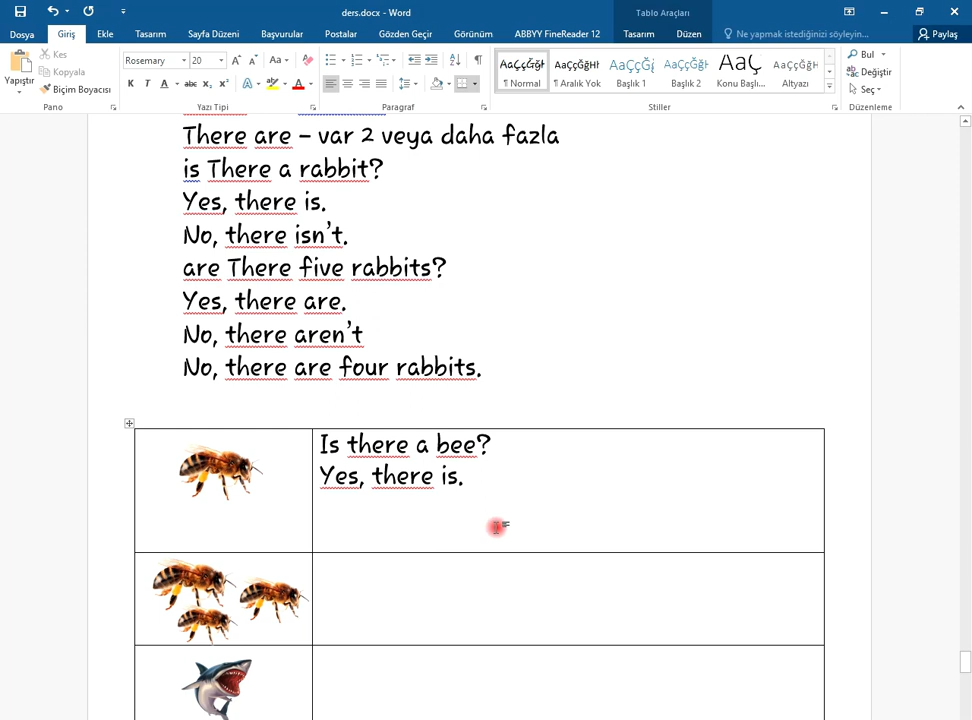 ders.docx - Word
Tablo Araçları
Dosya
Giriş
Ekle
Tasarım
Sayfa Düzeni
Başvurular
Postalar
Gözden Geçir
Görünüm
ABBYY FineReader 12
Tasarım
Düzen
Ne yapmak istediğinizi söyleyin...
Paylaş
Yapıştır
Kes
Kopyala
Biçim Boyacısı
Pano
Rosemary
20
Yazı Tipi
Paragraf
AaÇçĞğH
¶ Normal
AaÇçĞğHł
¶ Aralık Yok
AaÇçĞğ
Başlık 1
AaÇçĞğH
Başlık 2
AaÇ
Konu Başlı...
AaÇçĞğH
Altyazı
Stiller
Bul
Değiştir
Seç
Düzenleme
There are – var 2 veya daha fazla
is There a rabbit?
Yes, there is.
No, there isn't.
are There five rabbits?
Yes, there are.
No, there aren't
No, there are four rabbits.
Is there a bee?
Yes, there is.